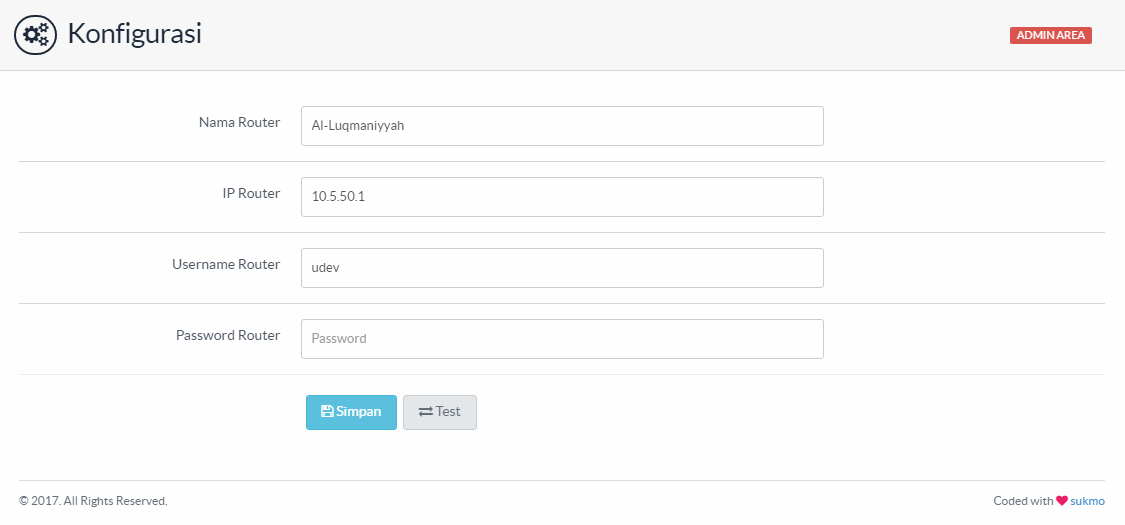 Konfigurasi
ADMIN AREA
Nama Router Al-Luqmaniyyah
IP Router 10.5.50.1
Username Router udev
Password Router Password
Simpan Test
© 2017. All Rights Reserved. Coded with sukmo